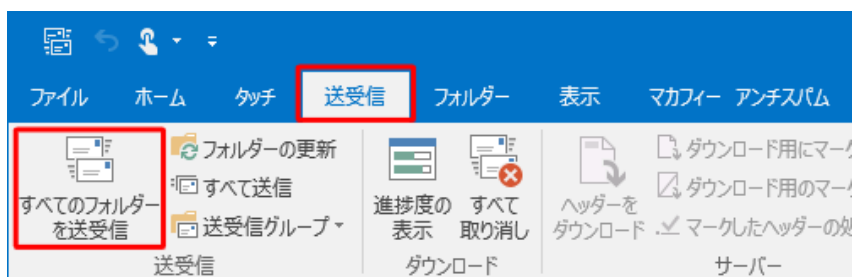 ファイル ホーム タッチ 送受信 フォルダー 表示 マカフィー アンチスパム
すべてのフォルダー
を送受信
フォルダーの更新
すべて送信
送受信グループ
送受信
進捗度の
表示
すべて
取り消し
ダウンロード
ヘッダーを
ダウンロード
ダウンロード用にマーク
ダウンロード用のマーク
マークしたヘッダーの処
サーバー